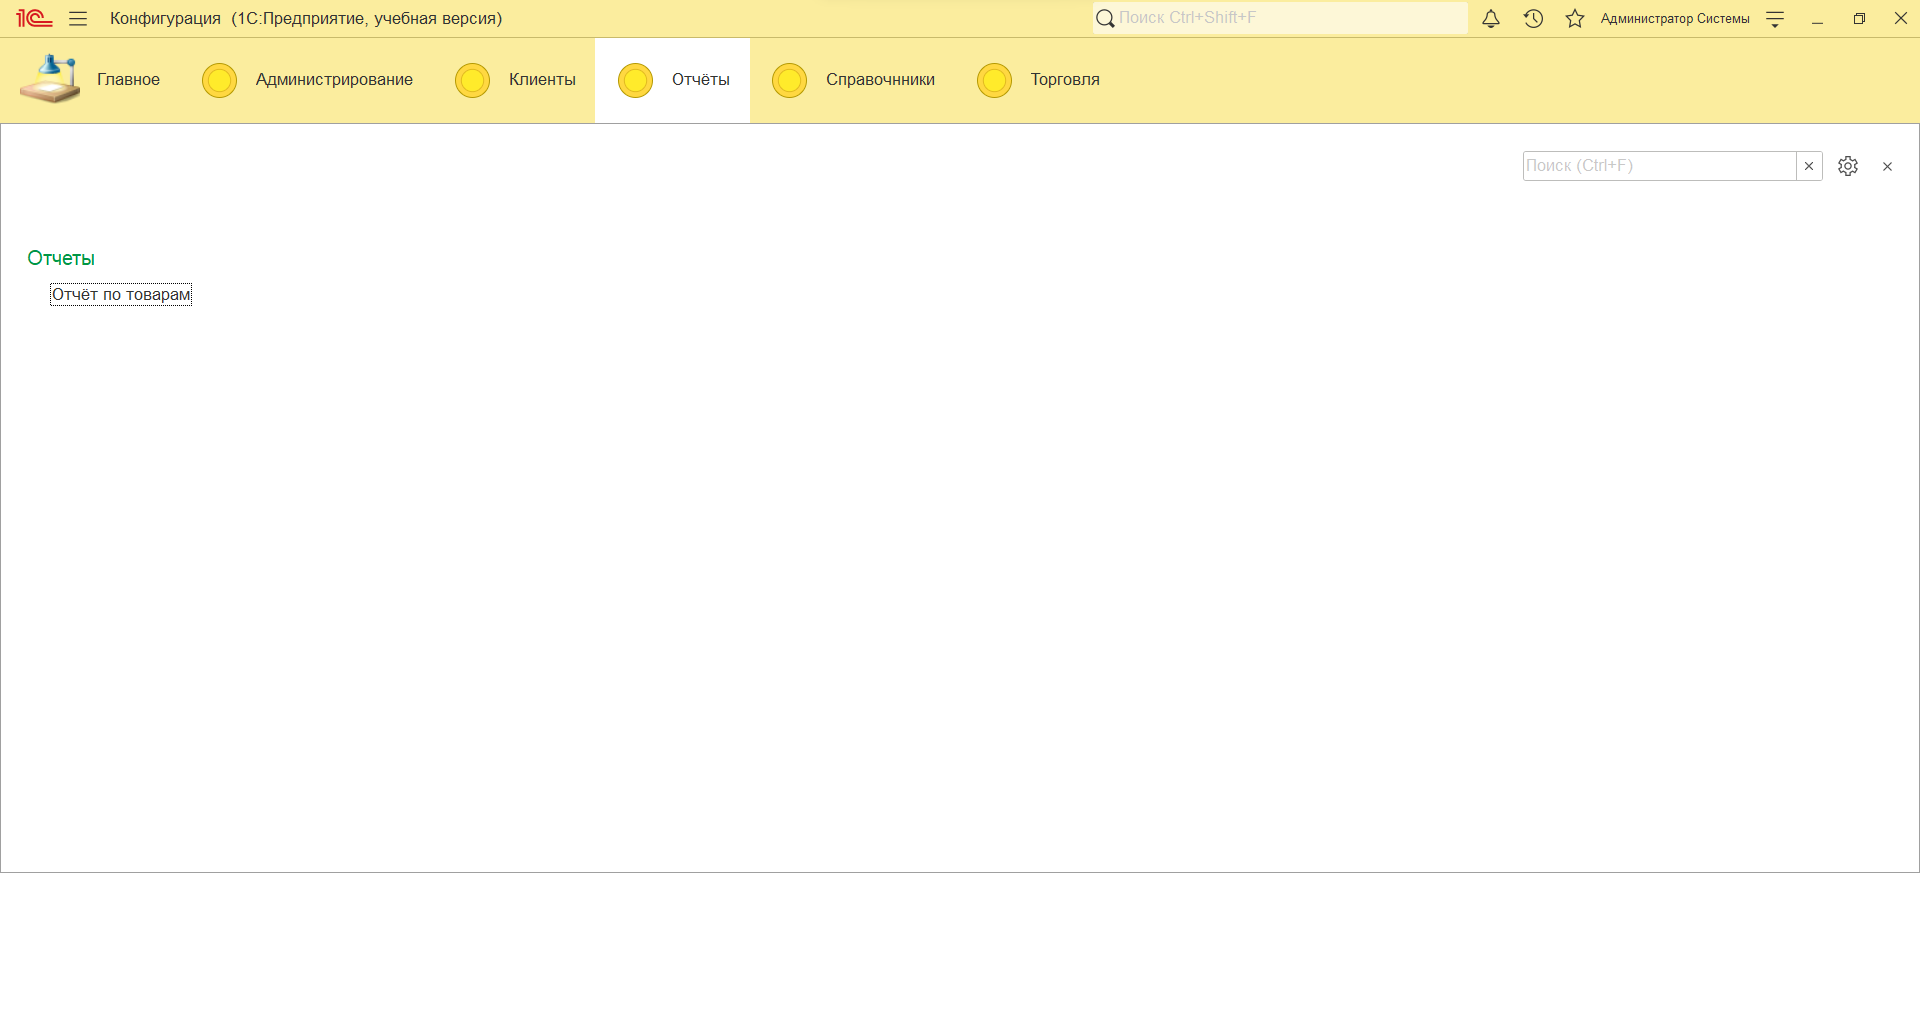 1С Конфигурация (1С:Предприятие, учебная версия) Поиск Ctrl+Shift+F Администратор Системы
Главное Администрирование Клиенты Отчёты Справочнники Торговля
Поиск (Ctrl+F)
Отчеты
Отчёт по товарам